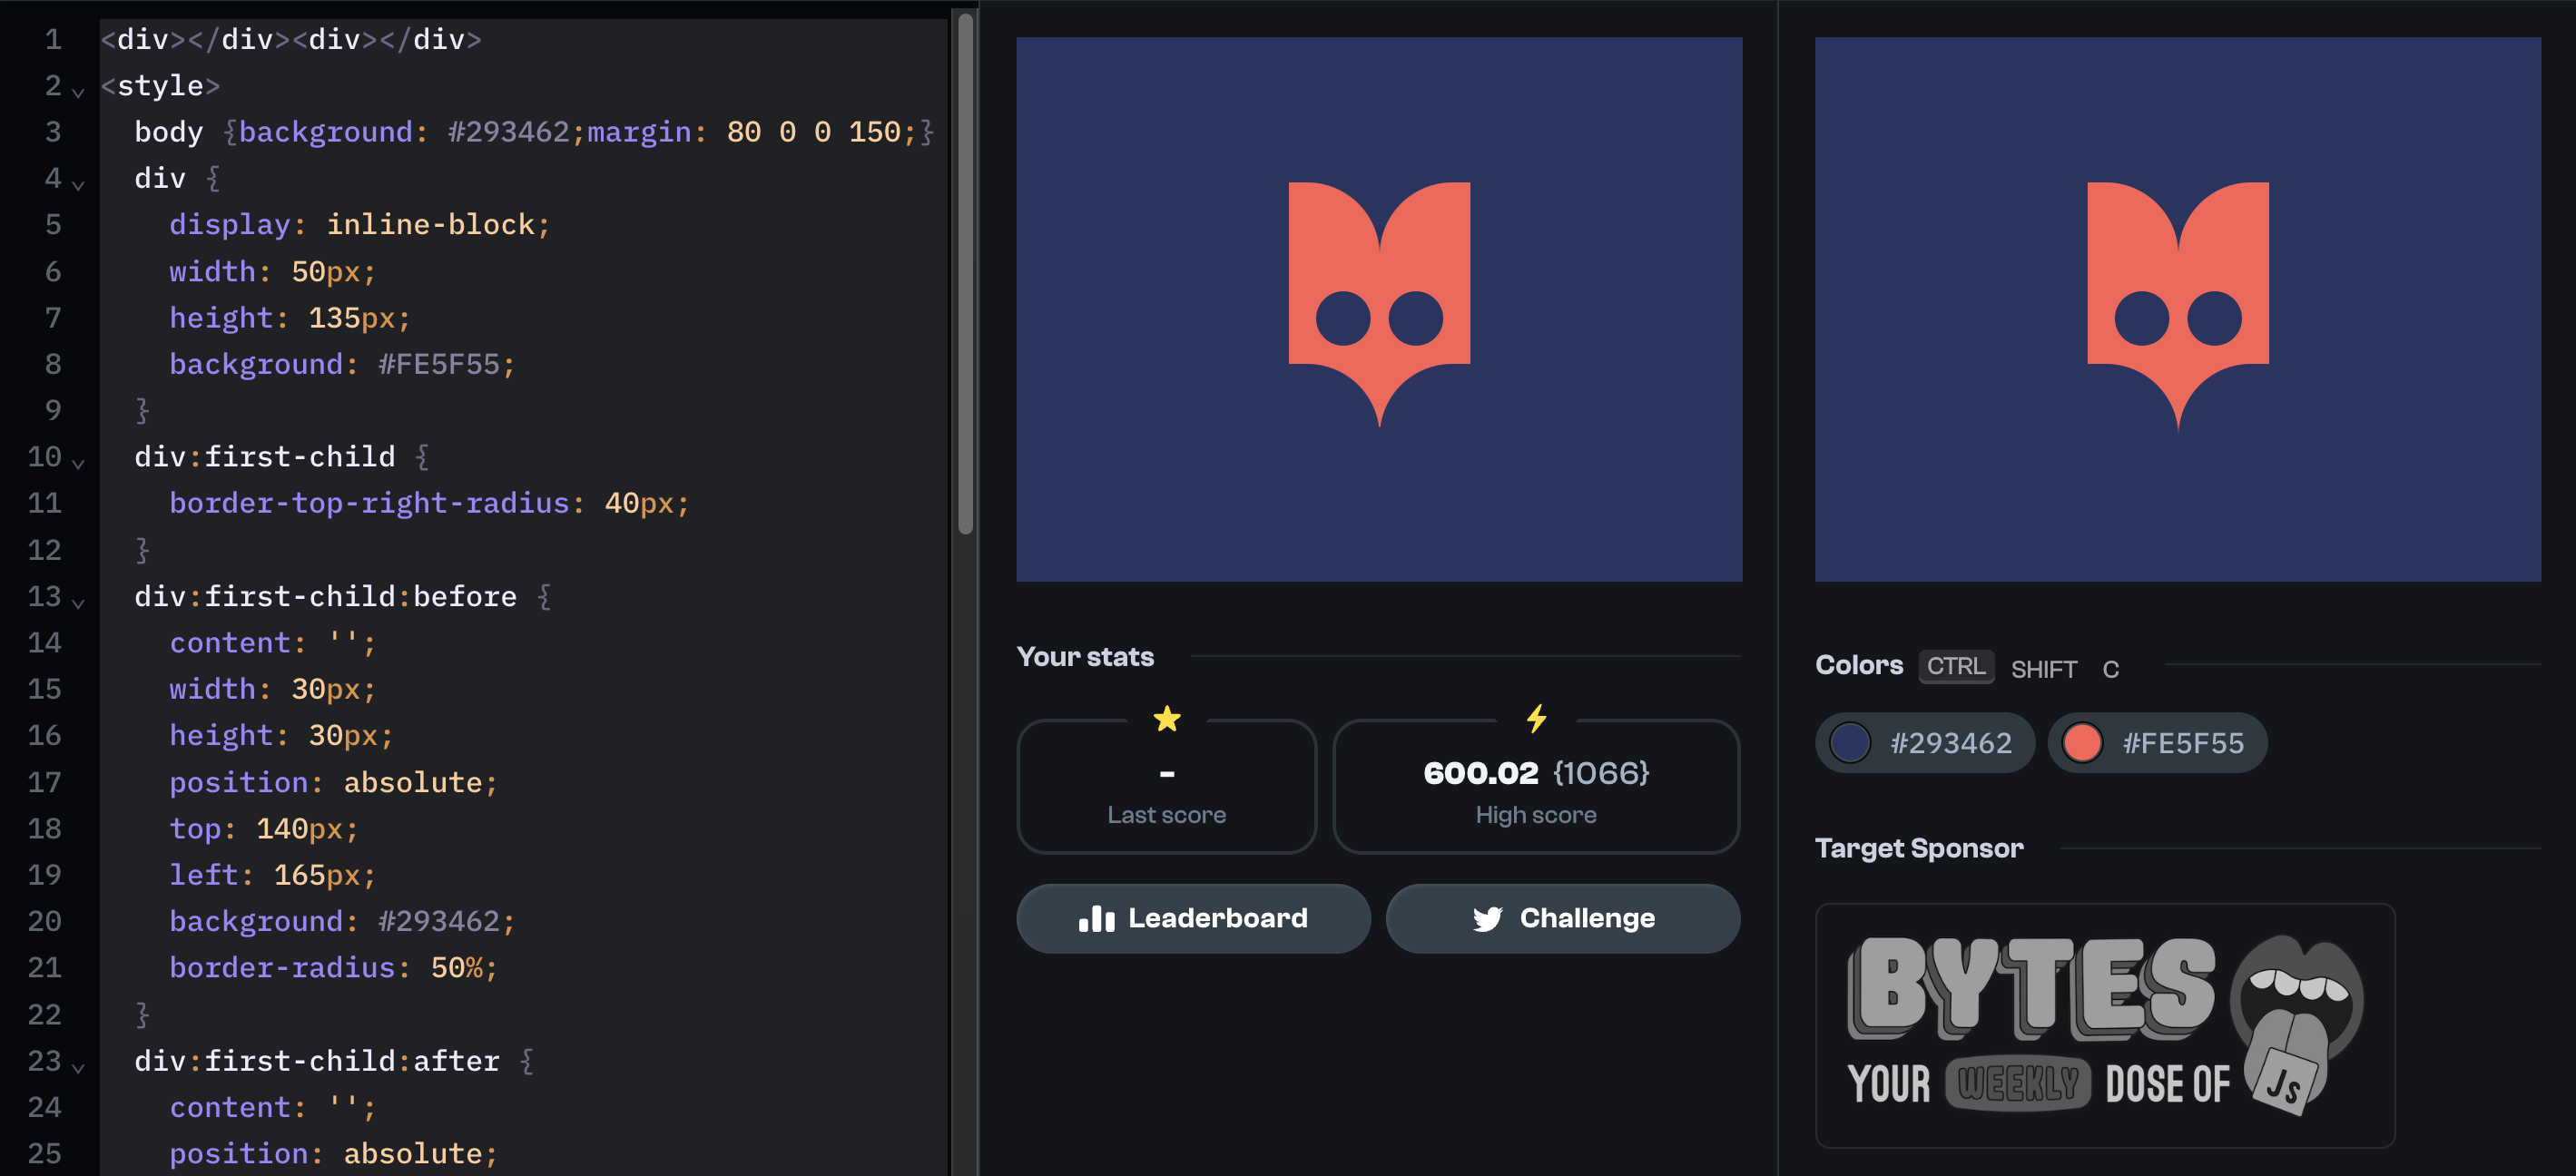 1 <div></div><div></div>
2 <style>
3 body {background: #293462;margin: 80 0 0 150;}
4 div {
5 display: inline-block;
6 width: 50px;
7 height: 135px;
8 background: #FE5F55;
9 }
10 div:first-child {
11 border-top-right-radius: 40px;
12 }
13 div:first-child:before {
14 content: '';
15 width: 30px;
16 height: 30px;
17 position: absolute;
18 top: 140px;
19 left: 165px;
20 background: #293462;
21 border-radius: 50%;
22 }
23 div:first-child:after {
24 content: '';
25 position: absolute;
Your stats
-
Last score
600.02 {1066}
High score
Leaderboard
Challenge
Colors CTRL SHIFT C
#293462 #FE5F55
Target Sponsor
BYTES
YOUR WEEKLY DOSE OF
JS